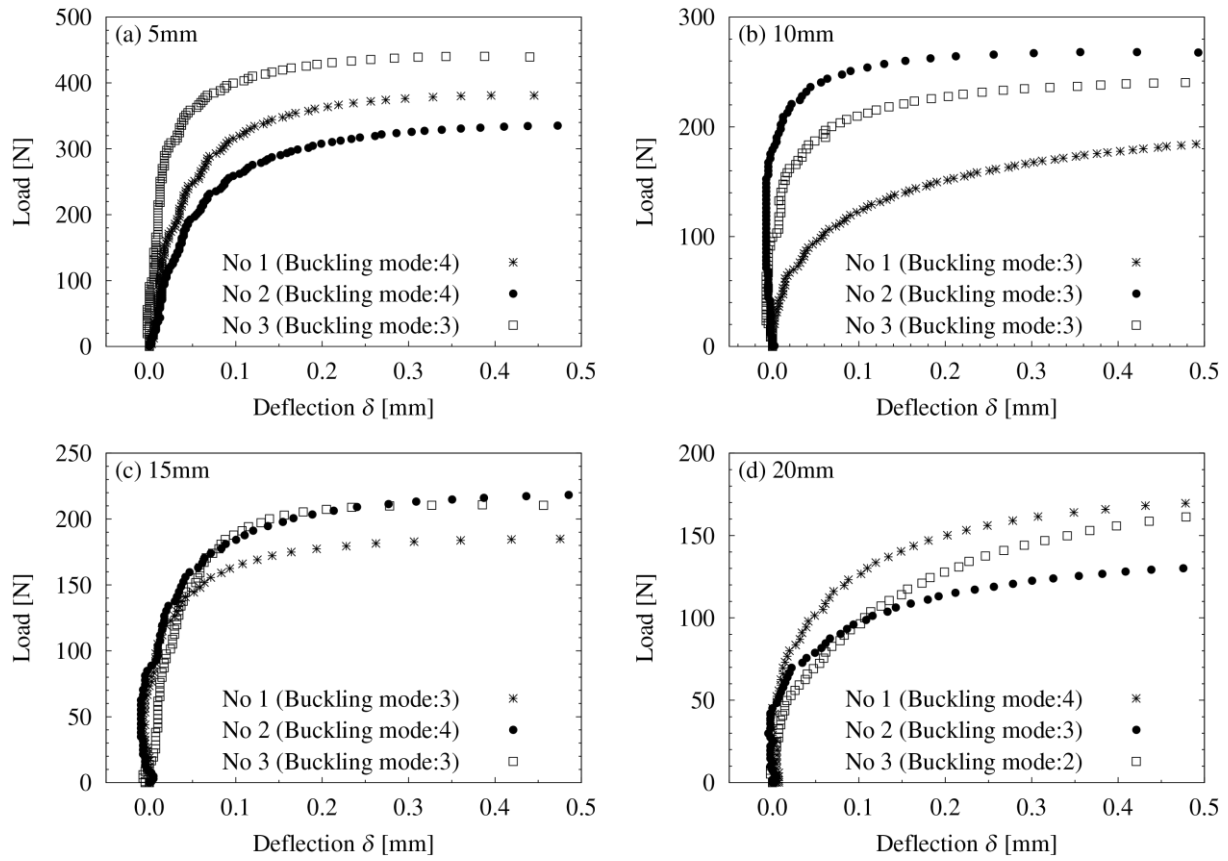 (a) 5mm
500
400
300
200
100
0
Load [N]
No 1 (Buckling mode:4)
No 2 (Buckling mode:4)
No 3 (Buckling mode:3)
0.0 0.1 0.2 0.3 0.4 0.5
Deflection δ [mm]
(b) 10mm
300
200
100
0
Load [N]
No 1 (Buckling mode:3)
No 2 (Buckling mode:3)
No 3 (Buckling mode:3)
0.0 0.1 0.2 0.3 0.4 0.5
Deflection δ [mm]
(c) 15mm
250
200
150
100
50
0
Load [N]
No 1 (Buckling mode:3)
No 2 (Buckling mode:4)
No 3 (Buckling mode:3)
0.0 0.1 0.2 0.3 0.4 0.5
Deflection δ [mm]
(d) 20mm
200
150
100
50
0
Load [N]
No 1 (Buckling mode:4)
No 2 (Buckling mode:3)
No 3 (Buckling mode:2)
0.0 0.1 0.2 0.3 0.4 0.5
Deflection δ [mm]